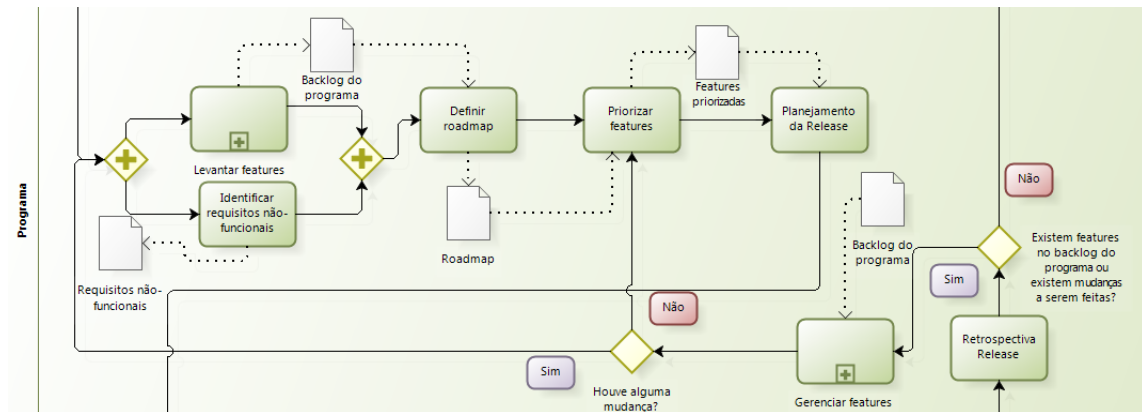 Programa
Backlog do
programa
Features
priorizadas
Definir
roadmap
Priorizar
features
Planejamento
da Release
Levantar features
Identificar
requisitos não-
funcionais
Requisitos não-
funcionais
Roadmap
Backlog do
programa
Não
Existem features
no backlog do
programa ou
existem mudanças
a serem feitas?
Sim
Não
Sim
Houve alguma
mudança?
Gerenciar features
Retrospectiva
Release